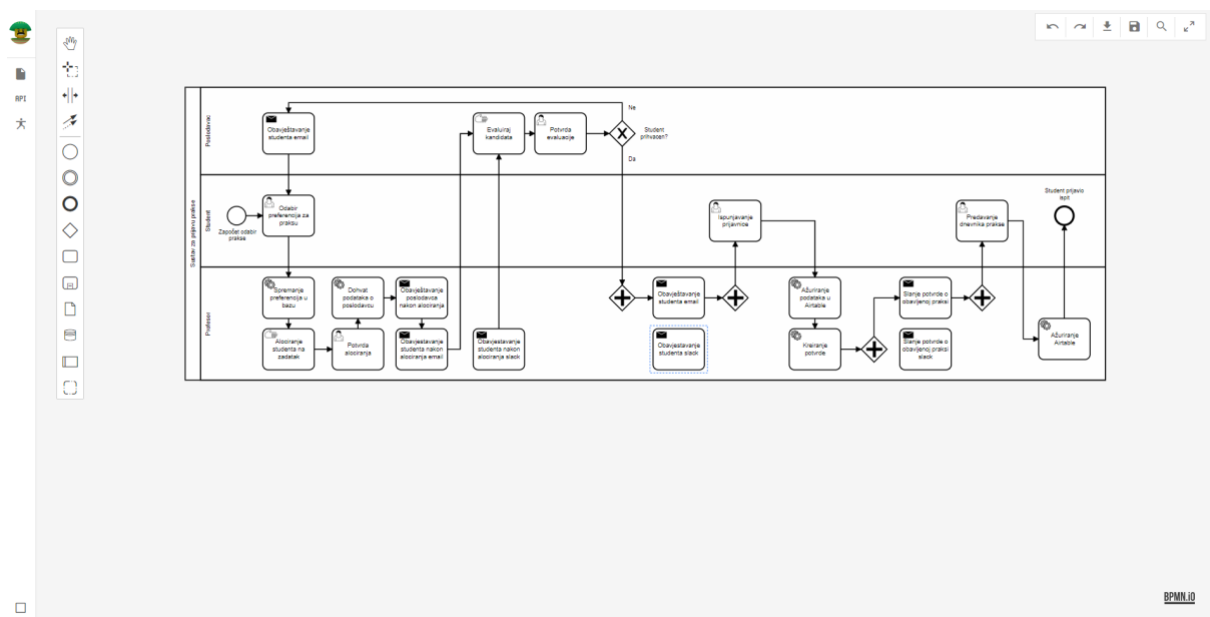 API
Sustav za prijavu prakse
Poslodavac
Obavještavanje
studenta email
Evaluiraj
kandidata
Potvrda
evaluacije
Ne
Student
prihvaćen?
Da
Student
Započet odabir
prakse
Odabir
preferencija za
praksu
Ispunjavanje
prijavnice
Predavanje
dnevnika prakse
Student prijavio
ispit
Profesor
Spremanje
preferencija u
bazu
Dohvat
podataka o
poslodavcu
Obavještavanje
poslodavca
nakon alociranja
Alociranje
studenta na
zadatak
Potvrda
alociranja
Obavještavanje
studenta nakon
alociranja email
Obavjestavanje
studenta nakon
alociranja slack
Obavještavanje
studenta email
Obavjestavanje
studenta slack
Ažuriranje
podataka u
Airtable
Kreiranje
potvrde
Slanje potvrde o
obavljenoj praksi
Slanje potvrde o
obavljenoj praksi
slack
Ažuriranje
Airtable
BPMN.iO